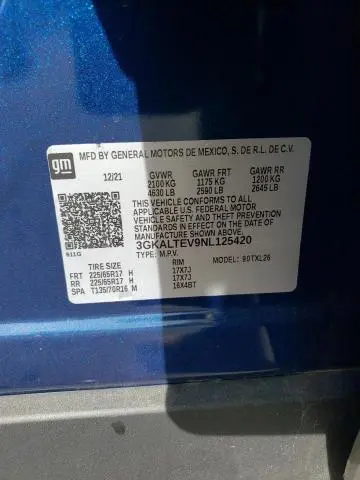 gm
MFD BY GENERAL MOTORS DE MEXICO, S. DE R.L. DE C.V.
12/21 GVWR GAWR FRT GAWR RR
2100 KG 1175 KG 1200 KG
4630 LB 2590 LB 2645 LB
THIS VEHICLE CONFORMS TO ALL
APPLICABLE U.S. FEDERAL MOTOR
VEHICLE SAFETY AND THEFT PREVENTION
STANDARDS IN EFFECT ON THE DATE OF
MANUFACTURE SHOWN ABOVE.
3GKALTEV9NL125420
911G TYPE: M.P.V. MODEL: 90TXL26
TIRE SIZE RIM
FRT 225/65R17 H 17X7J
RR 225/65R17 H 17X7J
SPA T135/70R16 M 16X4BT